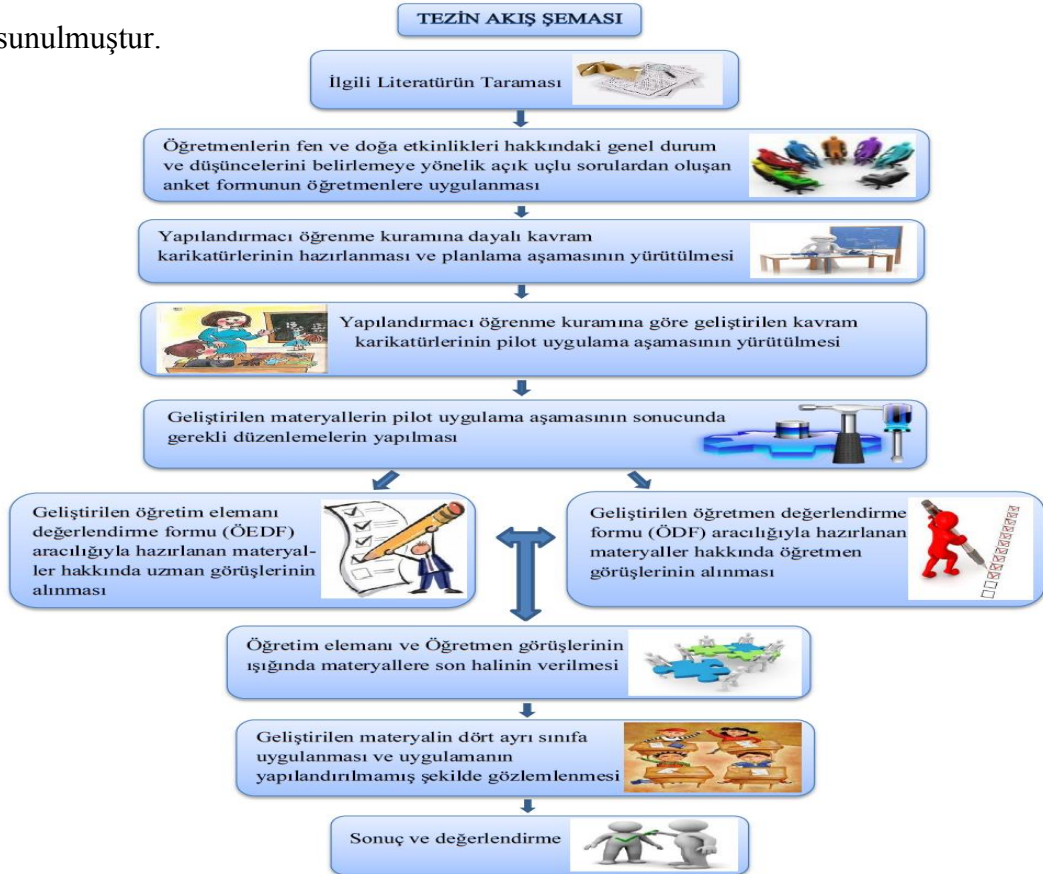 TEZİN AKIŞ ŞEMASI
sunulmuştur.
İlgili Literatürün Taraması
Öğretmenlerin fen ve doğa etkinlikleri hakkındaki genel durum
ve düşüncelerini belirlemeye yönelik açık uçlu sorulardan oluşan
anket formunun öğretmenlere uygulanması
Yapılandırmacı öğrenme kuramına dayalı kavram
karikatürlerinin hazırlanması ve planlama aşamasının yürütülmesi
Yapılandırmacı öğrenme kuramına göre geliştirilen kavram
karikatürlerinin pilot uygulama aşamasının yürütülmesi
Geliştirilen materyallerin pilot uygulama aşamasının sonucunda
gerekli düzenlemelerin yapılması
Geliştirilen öğretim elemanı
değerlendirme formu (ÖEDF)
aracılığıyla hazırlanan materyal-
ler hakkında uzman görüşlerinin
alınması
Geliştirilen öğretmen değerlendirme
formu (ÖDF) aracılığıyla hazırlanan
materyaller hakkında öğretmen
görüşlerinin alınması
Öğretim elemanı ve Öğretmen görüşlerinin
ışığında materyallere son halinin verilmesi
Geliştirilen materyalin dört ayrı sınıfa
uygulanması ve uygulamanın
yapılandırılmamış şekilde gözlemlenmesi
Sonuç ve değerlendirme